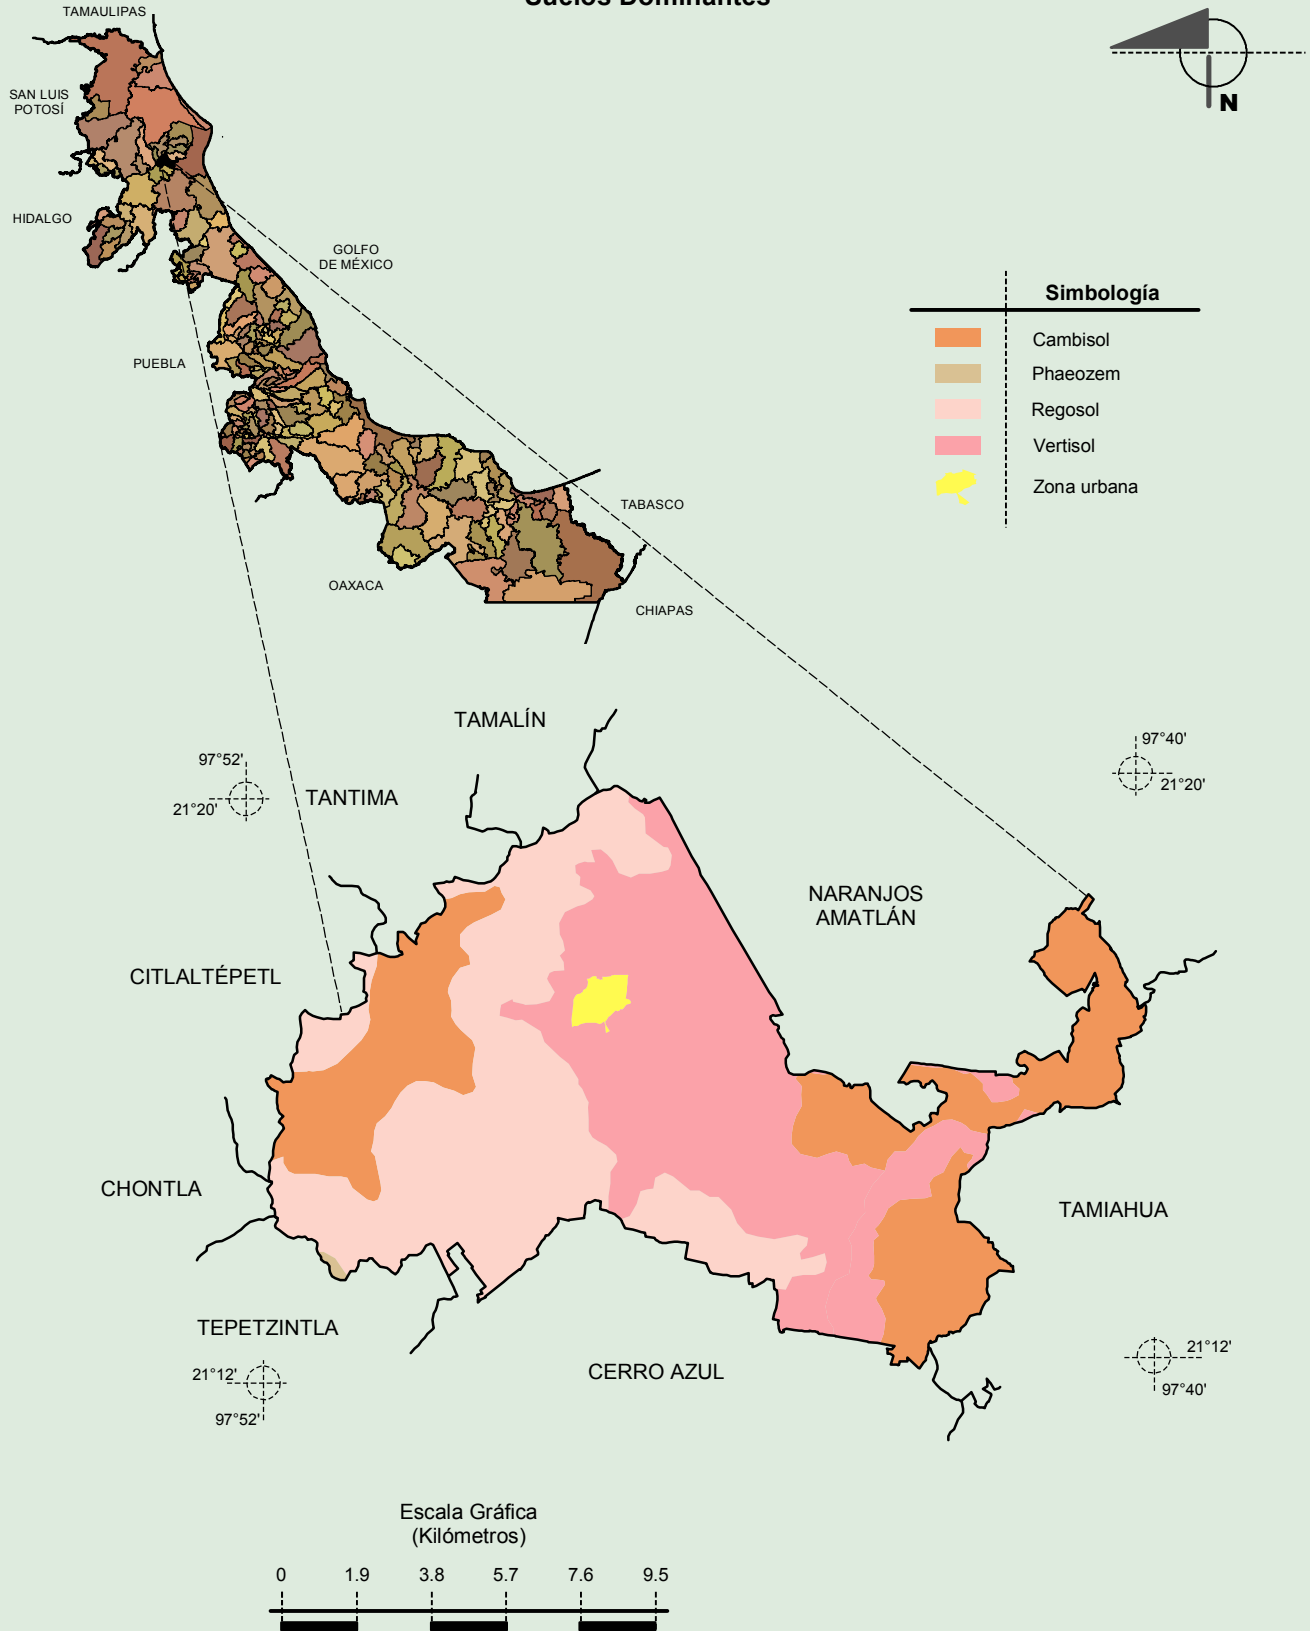 Suelos Dominantes
TAMAULIPAS
N
SAN LUIS
POTOSÍ
HIDALGO
GOLFO
DE MÉXICO
PUEBLA
OAXACA
TABASCO
CHIAPAS
Simbología
Cambisol
Phaeozem
Regosol
Vertisol
Zona urbana
TAMALÍN
97°52'
21°20'
TANTIMA
97°40'
21°20'
NARANJOS
AMATLÁN
CITLALTÉPETL
CHONTLA
TAMIAHUA
TEPETZINTLA
CERRO AZUL
21°12'
97°52'
21°12'
97°40'
Escala Gráfica
(Kilómetros)
0 1.9 3.8 5.7 7.6 9.5